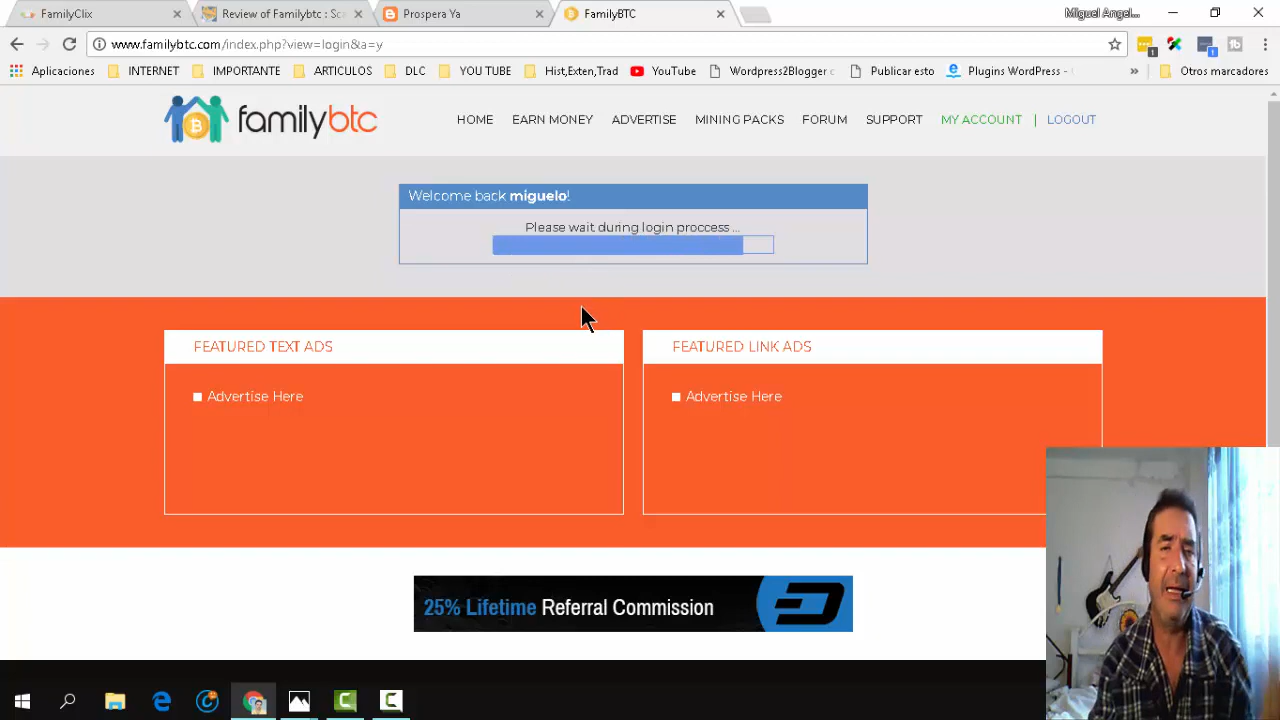 FamilyClix
Review of Familybtc : Sca
Prospera Ya
FamilyBTC
Miguel Angel...
www.familybtc.com/index.php?view=login&a=y
1
1
Aplicaciones
INTERNET
IMPORTANTE
ARTICULOS
DLC
YOU TUBE
Hist,Exten,Trad
YouTube
Wordpress2Blogger c
Publicar esto
Plugins WordPress - (
»
Otros marcadores
familybtc
HOME
EARN MONEY
ADVERTISE
MINING PACKS
FORUM
SUPPORT
MY ACCOUNT
|
LOGOUT
Welcome back miguelo!
Please wait during login proccess ...
FEATURED TEXT ADS
Advertise Here
FEATURED LINK ADS
Advertise Here
25% Lifetime Referral Commission